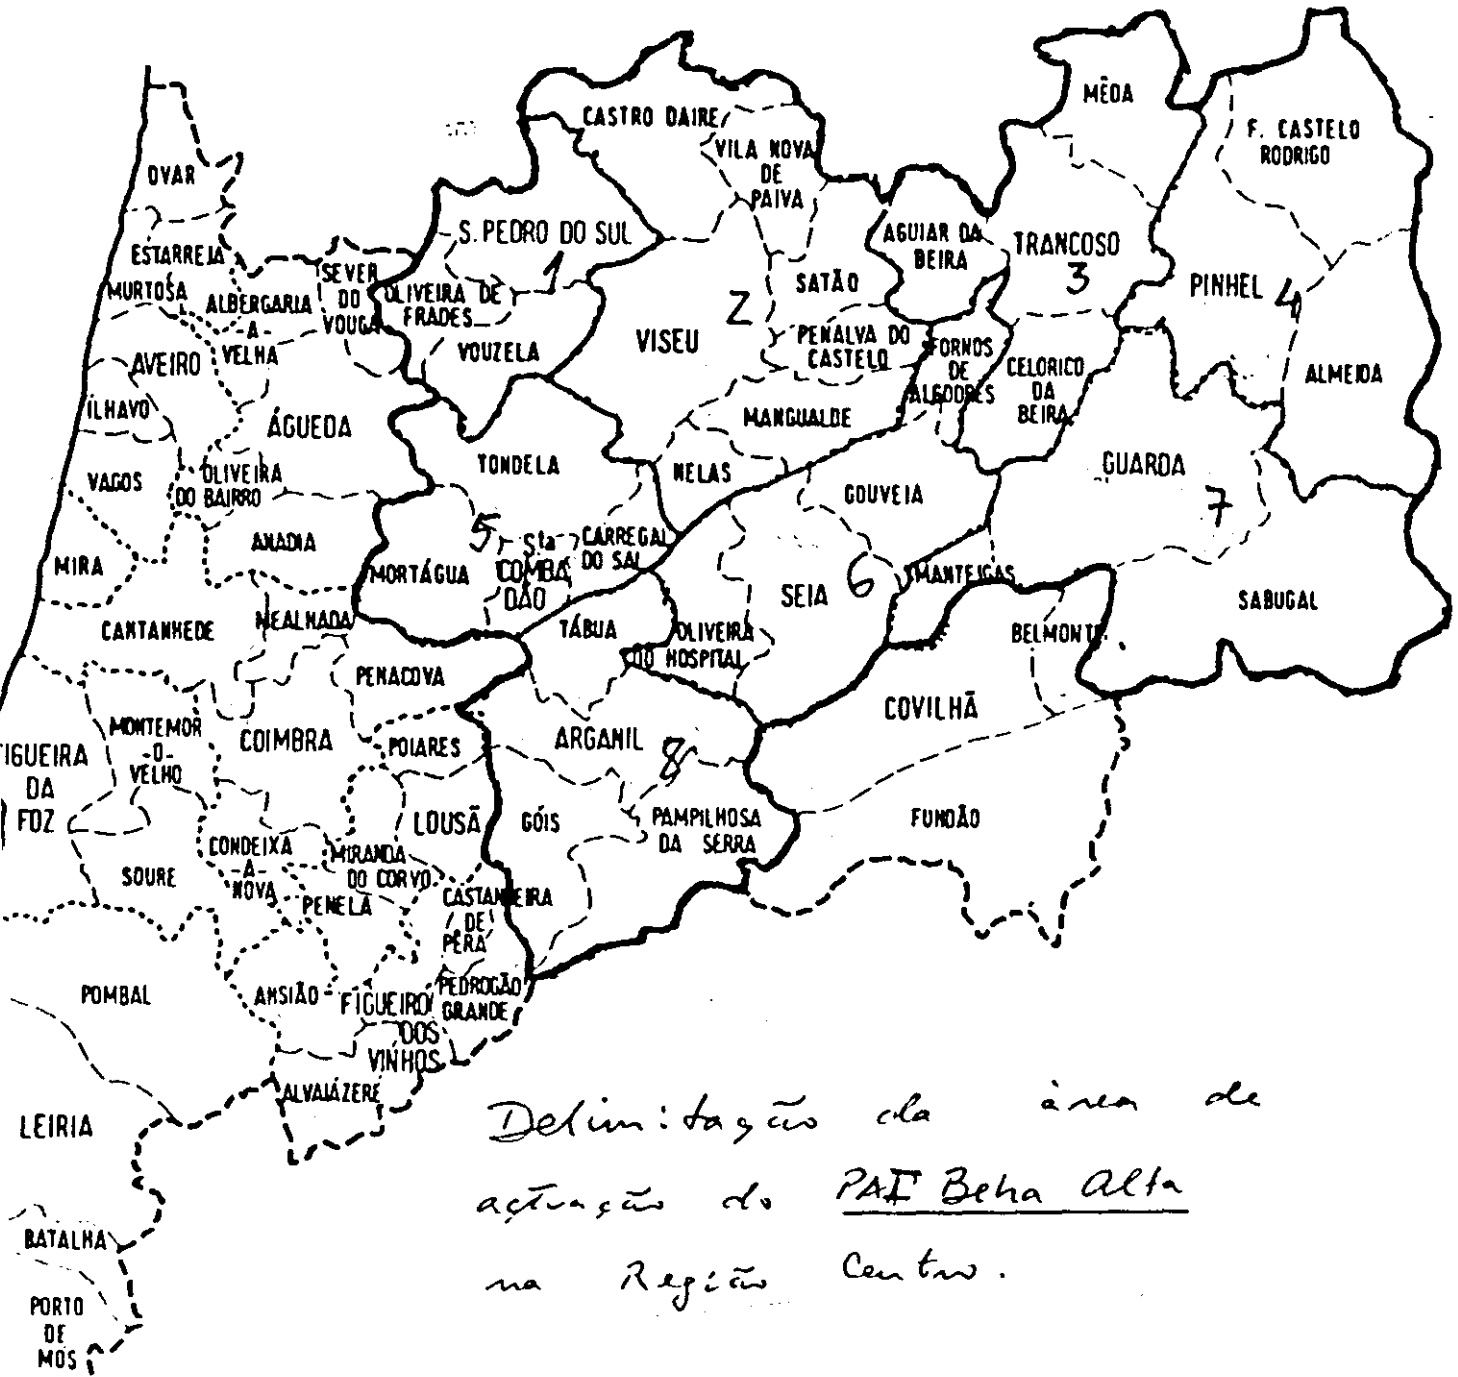 MÊDA
CASTRO DAIRE
F. CASTELO
RODRIGO
VILA NOVA
DE
PAIVA
OVAR
S. PEDRO DO SUL
1
AGUIAR DA
BEIRA
TRANCOSO
3
ESTARREJA
MURTOSA
ALBERGARIA
-A-
VELHA
SEVER
DO
VOUGA
OLIVEIRA DE
FRADES
SATÃO
PINHEL
4
VISEU
2
VOUZELA
PENALVA DO
CASTELO
FORNOS
DE
ALGODRES
CELORICO
DA
BEIRA
ALMEIDA
AVEIRO
ÍLHAVO
ÁGUEDA
MANGUALDE
VAGOS
OLIVEIRA
DO BAIRRO
TONDELA
NELAS
GOUVEIA
GUARDA
7
MIRA
ANADIA
MORTÁGUA
5
Sta
COMBA
DÃO
CARREGAL
DO SAL
SEIA
6
MANTEIGAS
SABUGAL
CANTANHEDE
MEALHADA
TÁBUA
OLIVEIRA
DO HOSPITAL
BELMONTE
PENACOVA
COVILHÃ
MONTEMOR
-O-
VELHO
COIMBRA
POIARES
ARGANIL
8
FIGUEIRA
DA
FOZ
LOUSÃ
GÓIS
PAMPILHOSA
DA SERRA
FUNDÃO
SOURE
CONDEIXA
-A-
NOVA
MIRANDA
DO CORVO
PENELA
CASTANHEIRA
DE
PÊRA
POMBAL
ANSIÃO
FIGUEIRO
DOS
VINHOS
PEDROGÃO
GRANDE
ALVAIÁZERE
LEIRIA
BATALHA
PORTO
DE
MÓS
Delimitação da área de
actuação do PAI Beira Alta
na Região Centro.